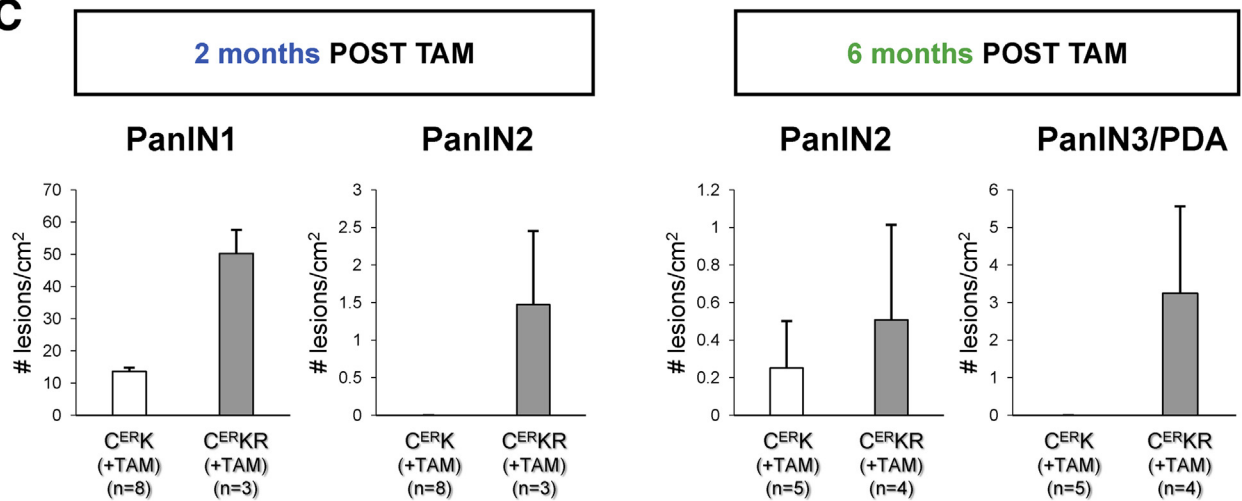 C
2 months POST TAM
6 months POST TAM
PanIN1
PanIN2
PanIN2
PanIN3/PDA
# lesions/cm²
70
60
50
40
30
20
10
0
CᴱᴿK
(+TAM)
(n=8)
CᴱᴿKR
(+TAM)
(n=3)
# lesions/cm²
3
2.5
2
1.5
1
0.5
0
CᴱᴿK
(+TAM)
(n=8)
CᴱᴿKR
(+TAM)
(n=3)
# lesions/cm²
1.2
1
0.8
0.6
0.4
0.2
0
CᴱᴿK
(+TAM)
(n=5)
CᴱᴿKR
(+TAM)
(n=4)
# lesions/cm²
6
5
4
3
2
1
0
CᴱᴿK
(+TAM)
(n=5)
CᴱᴿKR
(+TAM)
(n=4)